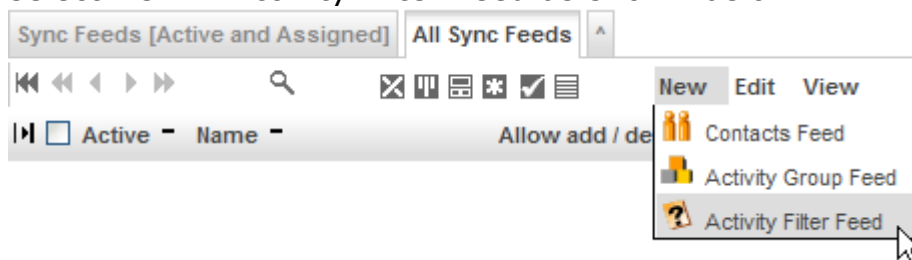 Sync Feeds [Active and Assigned] All Sync Feeds ^
New Edit View
Active Name Allow add / de
Contacts Feed
Activity Group Feed
Activity Filter Feed